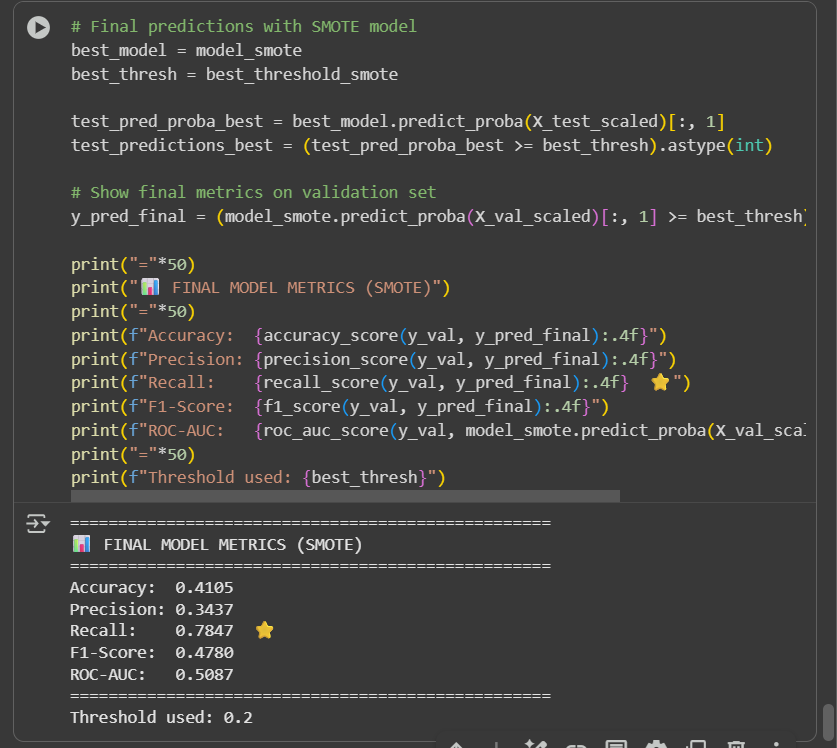 # Final predictions with SMOTE model
best_model = model_smote
best_thresh = best_threshold_smote
test_pred_proba_best = best_model.predict_proba(X_test_scaled)[:, 1]
test_predictions_best = (test_pred_proba_best >= best_thresh).astype(int)
# Show final metrics on validation set
y_pred_final = (model_smote.predict_proba(X_val_scaled)[:, 1] >= best_thresh)
print("="*50)
print("📊 FINAL MODEL METRICS (SMOTE)")
print("="*50)
print(f"Accuracy:  {accuracy_score(y_val, y_pred_final):.4f}")
print(f"Precision: {precision_score(y_val, y_pred_final):.4f}")
print(f"Recall:    {recall_score(y_val, y_pred_final):.4f}  ⭐")
print(f"F1-Score:  {f1_score(y_val, y_pred_final):.4f}")
print(f"ROC-AUC:   {roc_auc_score(y_val, model_smote.predict_proba(X_val_scal
print("="*50)
print(f"Threshold used: {best_thresh}")
==================================================
📊 FINAL MODEL METRICS (SMOTE)
==================================================
Accuracy:  0.4105
Precision: 0.3437
Recall:    0.7847  ⭐
F1-Score:  0.4780
ROC-AUC:   0.5087
==================================================
Threshold used: 0.2